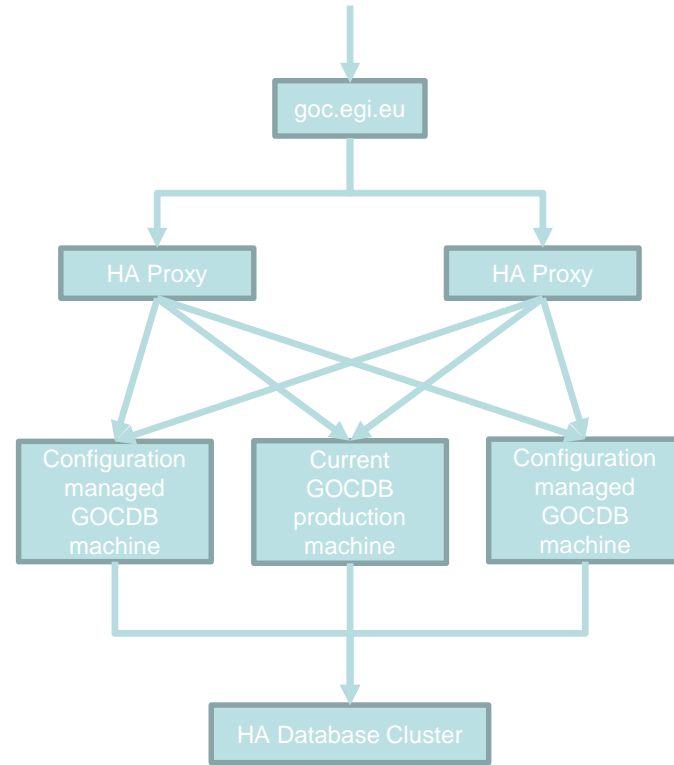 goc.egi.eu
HA Proxy
HA Proxy
Configuration
managed
GOCDB
machine
Current
GOCDB
production
machine
Configuration
managed
GOCDB
machine
HA Database Cluster